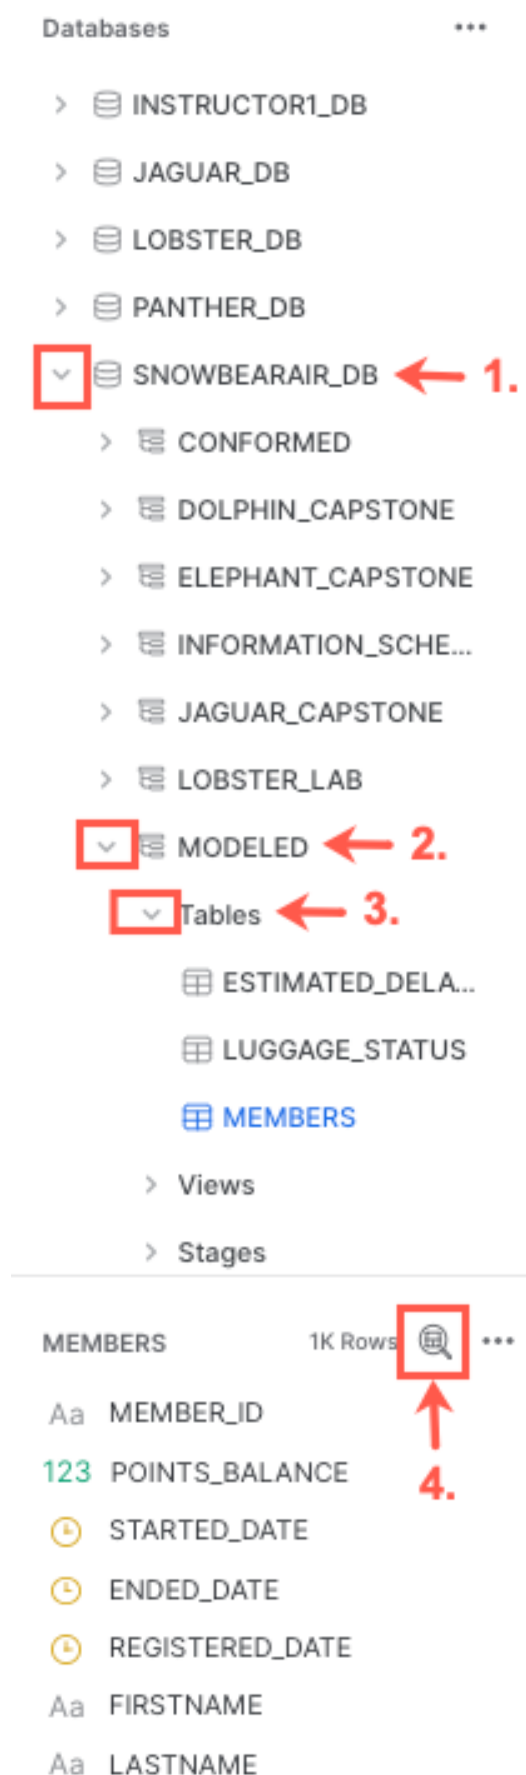 Databases
INSTRUCTOR1_DB
JAGUAR_DB
LOBSTER_DB
PANTHER_DB
SNOWBEARAIR_DB 1.
CONFORMED
DOLPHIN_CAPSTONE
ELEPHANT_CAPSTONE
INFORMATION_SCHE...
JAGUAR_CAPSTONE
LOBSTER_LAB
MODELED 2.
Tables 3.
ESTIMATED_DELA...
LUGGAGE_STATUS
MEMBERS
Views
Stages
MEMBERS 1K Rows
Aa MEMBER_ID
123 POINTS_BALANCE 4.
STARTED_DATE
ENDED_DATE
REGISTERED_DATE
Aa FIRSTNAME
Aa LASTNAME